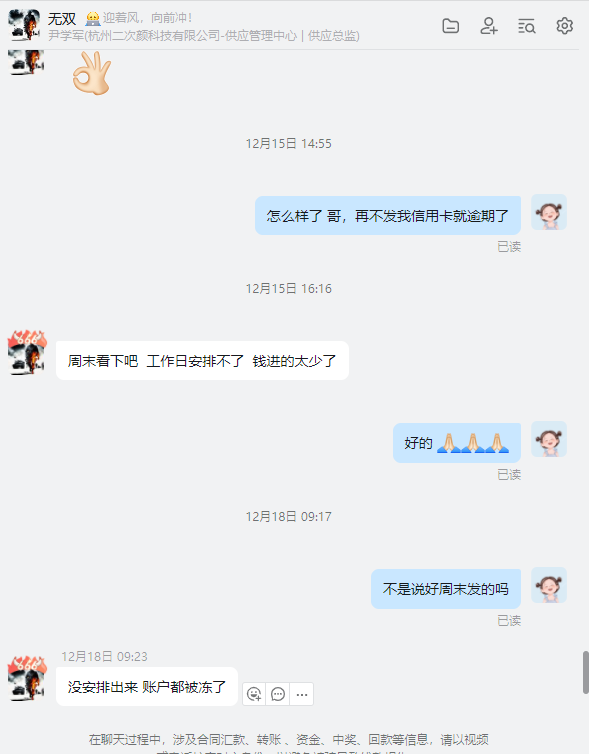 无双 迎着风，向前冲！
尹学军(杭州二次颜科技有限公司-供应管理中心 | 供应总监)
12月15日 14:55
怎么样了 哥，再不发我信用卡就逾期了
已读
12月15日 16:16
周末看下吧 工作日安排不了 钱进的太少了
好的
已读
12月18日 09:17
不是说好周末发的吗
已读
12月18日 09:23
没安排出来 账户都被冻了
在聊天过程中，涉及合同汇款、转账 、资金、中奖、回款等信息，请以视频